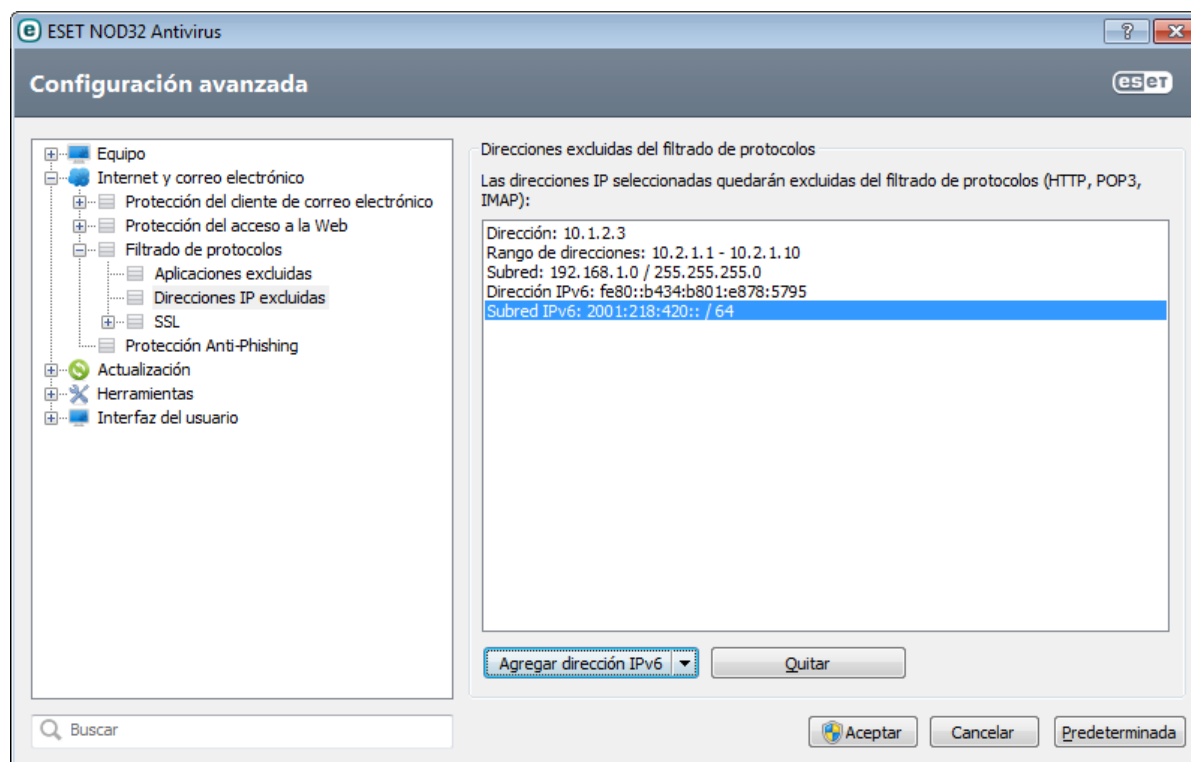 ESET NOD32 Antivirus
Configuración avanzada
eset
Equipo
Internet y correo electrónico
Protección del cliente de correo electrónico
Protección del acceso a la Web
Filtrado de protocolos
Aplicaciones excluidas
Direcciones IP excluidas
SSL
Protección Anti-Phishing
Actualización
Herramientas
Interfaz del usuario
Buscar
Direcciones excluidas del filtrado de protocolos
Las direcciones IP seleccionadas quedarán excluidas del filtrado de protocolos (HTTP, POP3,
IMAP):
Dirección: 10.1.2.3
Rango de direcciones: 10.2.1.1 - 10.2.1.10
Subred: 192.168.1.0 / 255.255.255.0
Dirección IPv6: fe80::b434:b801:e878:5795
Subred IPv6: 2001:218:420:: / 64
Agregar dirección IPv6
Quitar
Aceptar
Cancelar
Predeterminada